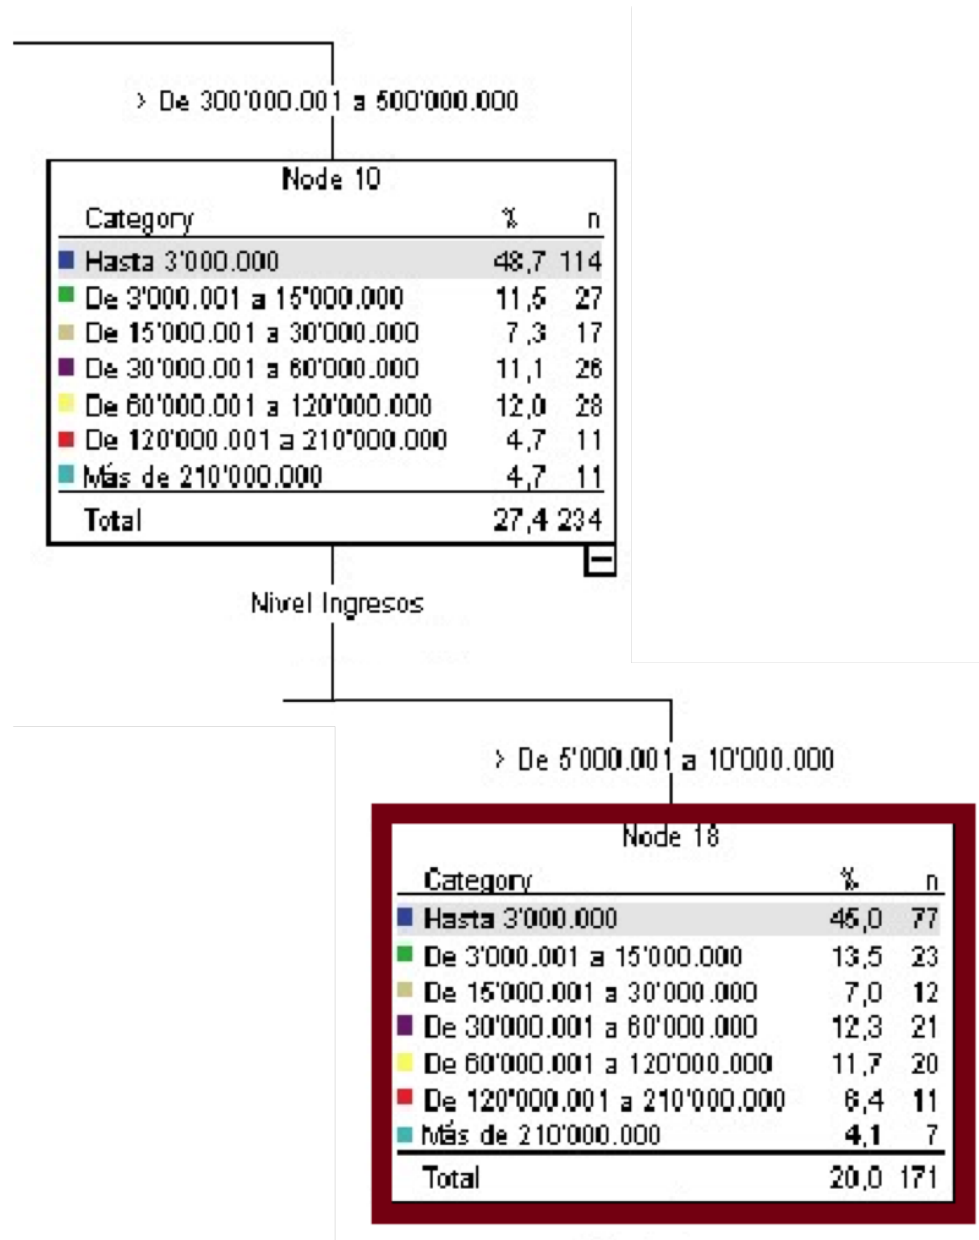 > De 300'000.001 a 500'000.000
Node 10
Category % n
Hasta 3'000.000 48,7 114
De 3'000.001 a 15'000.000 11,5 27
De 15'000.001 a 30'000.000 7,3 17
De 30'000.001 a 60'000.000 11,1 26
De 60'000.001 a 120'000.000 12,0 28
De 120'000.001 a 210'000.000 4,7 11
Más de 210'000.000 4,7 11
Total 27,4 234
Nivel Ingresos
> De 5'000.001 a 10'000.000
Node 18
Category % n
Hasta 3'000.000 45,0 77
De 3'000.001 a 15'000.000 13,5 23
De 15'000.001 a 30'000.000 7,0 12
De 30'000.001 a 60'000.000 12,3 21
De 60'000.001 a 120'000.000 11,7 20
De 120'000.001 a 210'000.000 6,4 11
Más de 210'000.000 4,1 7
Total 20,0 171